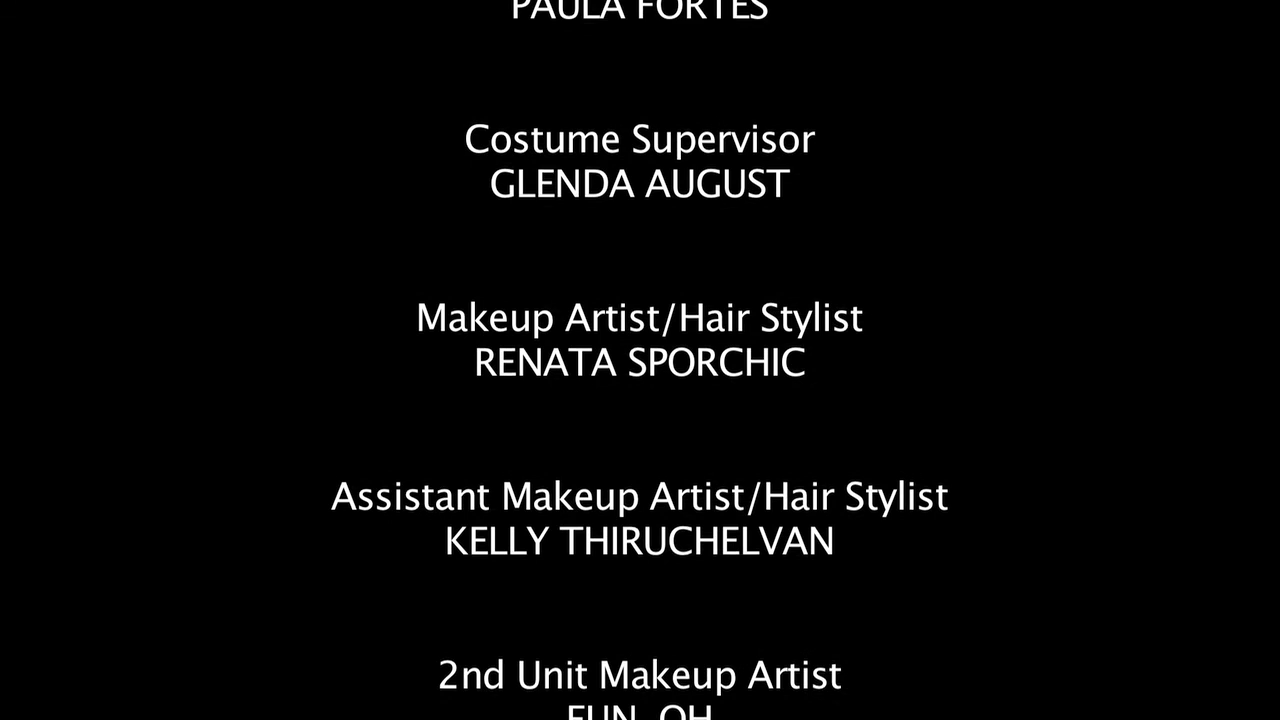 PAULA FORTES
Costume Supervisor
GLENDA AUGUST
Makeup Artist/Hair Stylist
RENATA SPORCHIC
Assistant Makeup Artist/Hair Stylist
KELLY THIRUCHELVAN
2nd Unit Makeup Artist